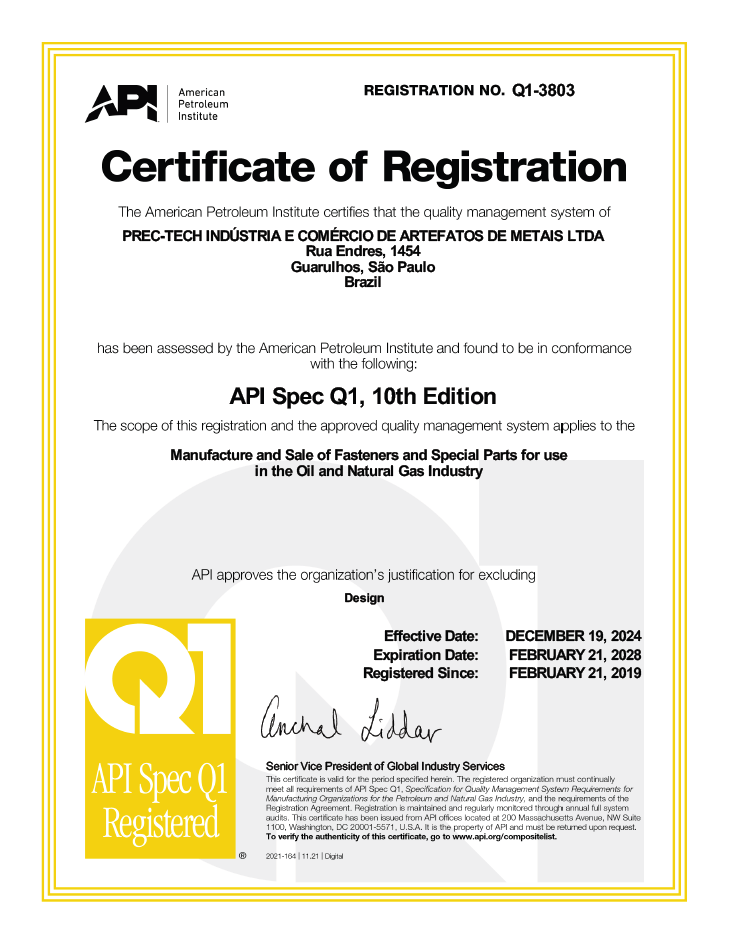 API
American
Petroleum
Institute
REGISTRATION NO. Q1-3803
Certificate of Registration
The American Petroleum Institute certifies that the quality management system of
PREC-TECH INDÚSTRIA E COMÉRCIO DE ARTEFATOS DE METAIS LTDA
Rua Endres, 1454
Guarulhos, São Paulo
Brazil
has been assessed by the American Petroleum Institute and found to be in conformance
with the following:
API Spec Q1, 10th Edition
The scope of this registration and the approved quality management system applies to the
Manufacture and Sale of Fasteners and Special Parts for use
in the Oil and Natural Gas Industry
API approves the organization's justification for excluding
Design
Effective Date: DECEMBER 19, 2024
Expiration Date: FEBRUARY 21, 2028
Registered Since: FEBRUARY 21, 2019
Anchal Liddar
Senior Vice President of Global Industry Services
This certificate is valid for the period specified herein. The registered organization must continually
meet all requirements of API Spec Q1, Specification for Quality Management System Requirements for
Manufacturing Organizations for the Petroleum and Natural Gas Industry, and the requirements of the
Registration Agreement. Registration is maintained and regularly monitored through annual full system
audits. This certificate has been issued from API offices located at 200 Massachusetts Avenue, NW Suite
1100, Washington, DC 20001-5571, U.S.A. It is the property of API and must be returned upon request.
To verify the authenticity of this certificate, go to www.api.org/compositelist.
2021-164 | 11.21 | Digital
Q1
API Spec Q1
Registered
®